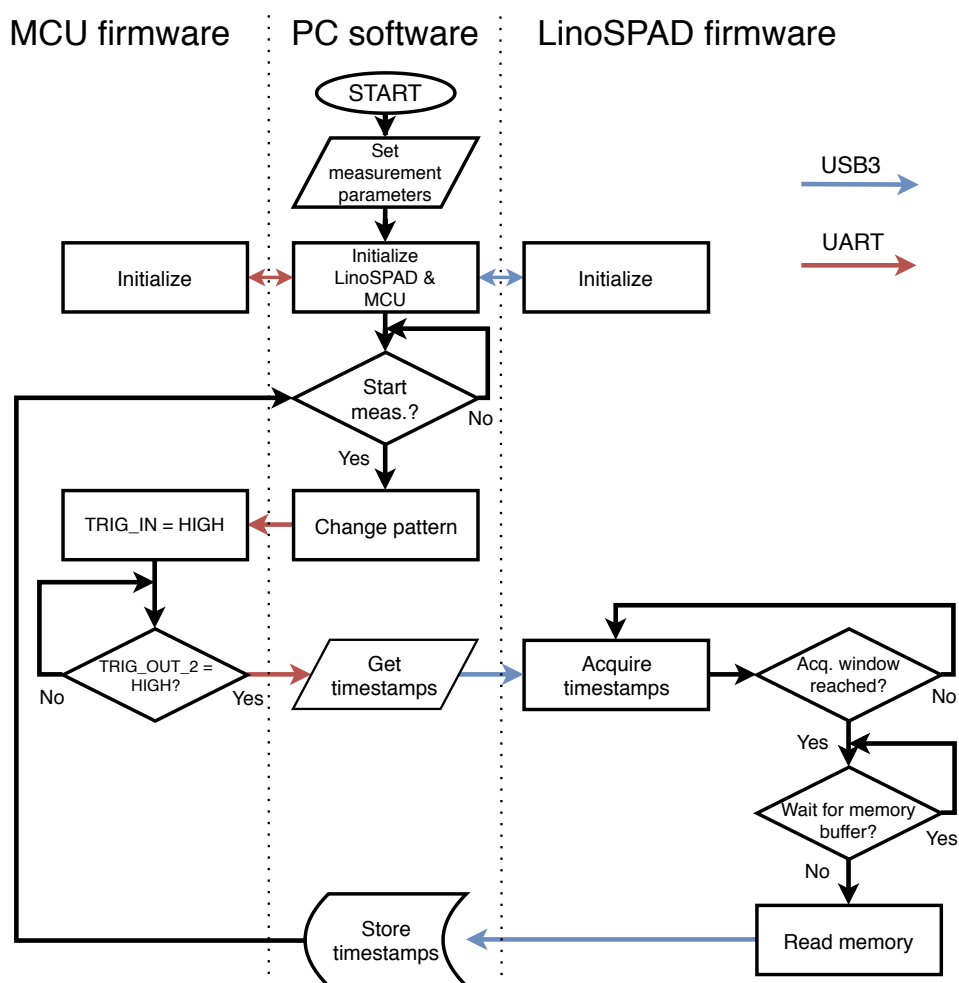 MCU firmware
PC software
LinoSPAD firmware
START
Set
measurement
parameters
USB3
UART
Initialize
Initialize
LinoSPAD &
MCU
Initialize
Start
meas.?
No
Yes
TRIG_IN = HIGH
Change pattern
TRIG_OUT_2 =
HIGH?
No
Yes
Get
timestamps
Acquire
timestamps
Acq. window
reached?
No
Yes
Wait for memory
buffer?
Yes
No
Store
timestamps
Read memory